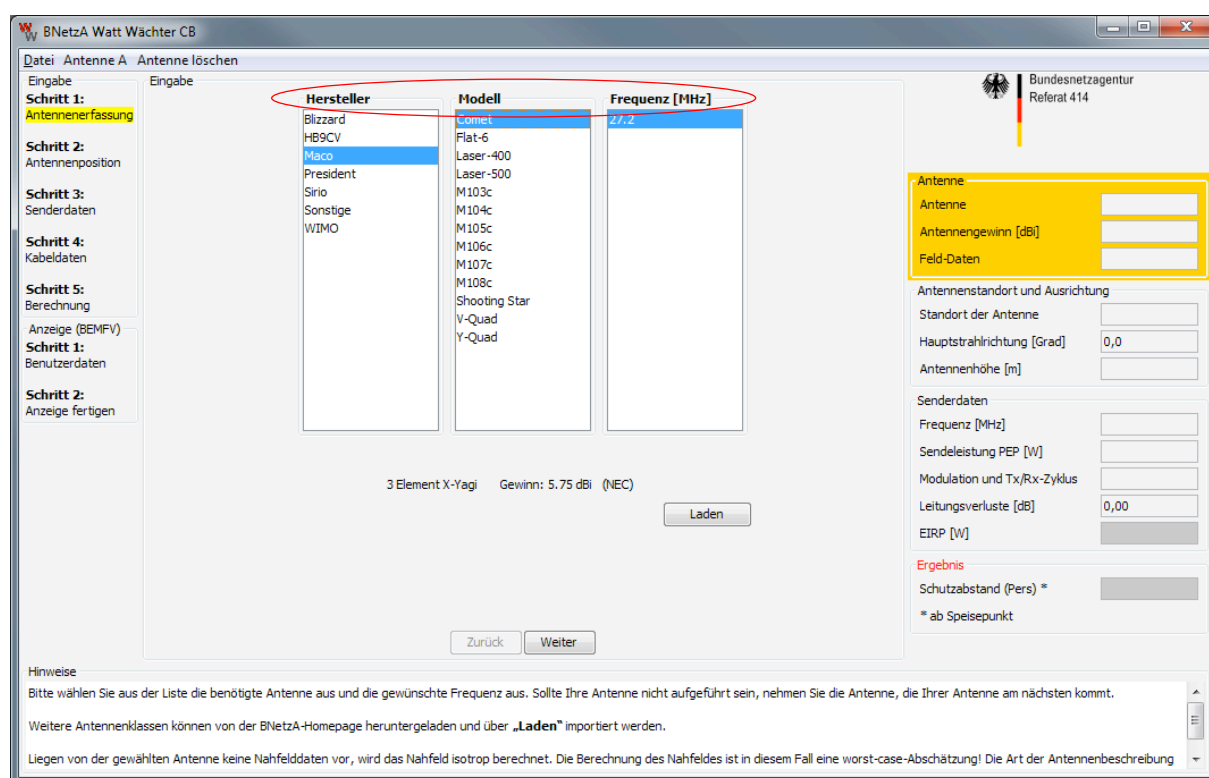 BNetzA Watt Wächter CB
Datei Antenne A Antenne löschen
Eingabe
Schritt 1:
Antennenerfassung
Schritt 2:
Antennenposition
Schritt 3:
Senderdaten
Schritt 4:
Kabeldaten
Schritt 5:
Berechnung
Anzeige (BEMFV)
Schritt 1:
Benutzerdaten
Schritt 2:
Anzeige fertigen
Eingabe
Hersteller
Blizzard
HB9CV
Maco
President
Sirio
Sonstige
WIMO
Modell
Comet
Flat-6
Laser-400
Laser-500
M103c
M104c
M105c
M106c
M107c
M108c
Shooting Star
V-Quad
Y-Quad
Frequenz [MHz]
27.2
3 Element X-Yagi Gewinn: 5.75 dBi (NEC)
Laden
Zurück Weiter
Bundesnetzagentur
Referat 414
Antenne
Antenne
Antennengewinn [dBi]
Feld-Daten
Antennenstandort und Ausrichtung
Standort der Antenne
Hauptstrahlrichtung [Grad] 0,0
Antennenhöhe [m]
Senderdaten
Frequenz [MHz]
Sendeleistung PEP [W]
Modulation und Tx/Rx-Zyklus
Leitungsverluste [dB] 0,00
EIRP [W]
Ergebnis
Schutzabstand (Pers) *
* ab Speisepunkt
Hinweise
Bitte wählen Sie aus der Liste die benötigte Antenne aus und die gewünschte Frequenz aus. Sollte Ihre Antenne nicht aufgeführt sein, nehmen Sie die Antenne, die Ihrer Antenne am nächsten kommt.
Weitere Antennenklassen können von der BNetzA-Homepage heruntergeladen und über „Laden" importiert werden.
Liegen von der gewählten Antenne keine Nahfelddaten vor, wird das Nahfeld isotrop berechnet. Die Berechnung des Nahfeldes ist in diesem Fall eine worst-case-Abschätzung! Die Art der Antennenbeschreibung